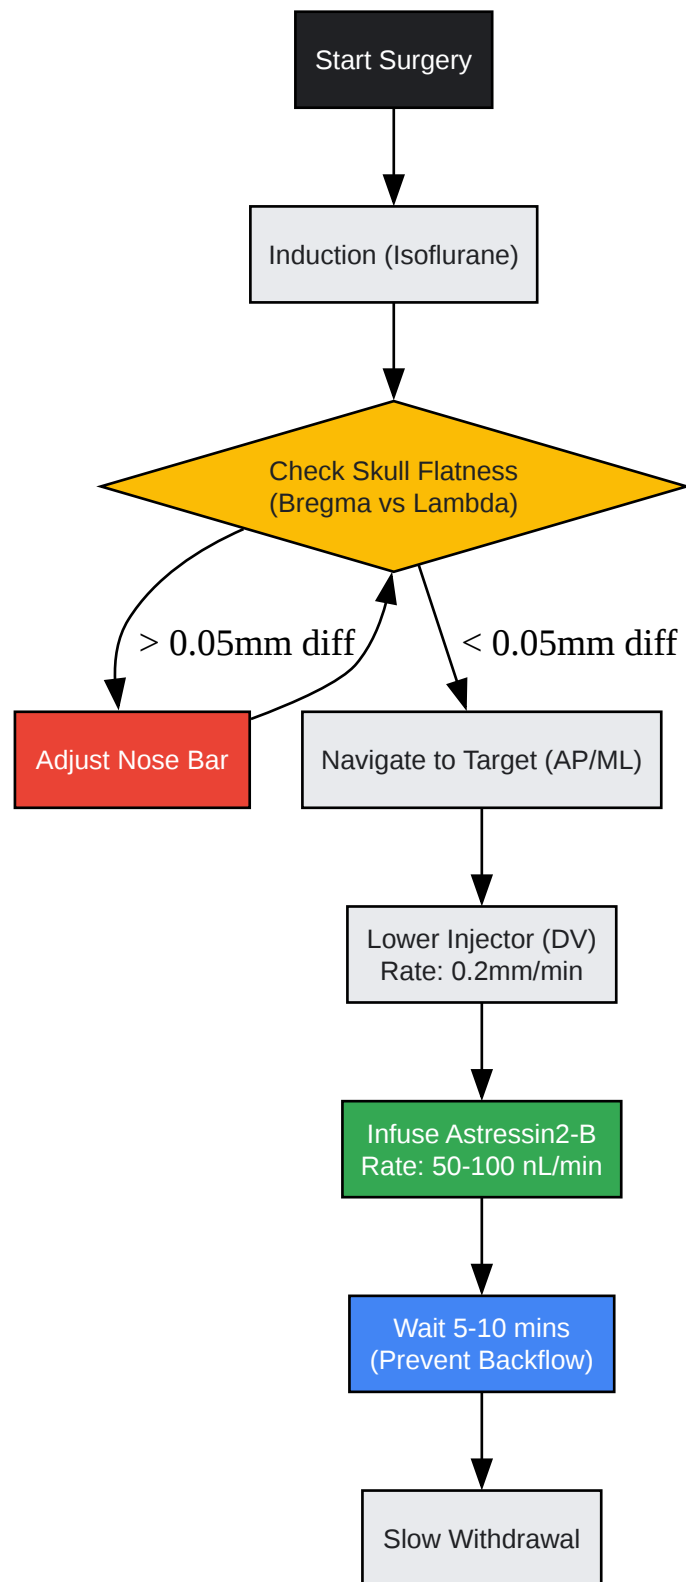 Start Surgery
Induction (Isoflurane)
Check Skull Flatness
(Bregma vs Lambda)
> 0.05mm diff
< 0.05mm diff
Adjust Nose Bar
Navigate to Target (AP/ML)
Lower Injector (DV)
Rate: 0.2mm/min
Infuse Astressin2-B
Rate: 50-100 nL/min
Wait 5-10 mins
(Prevent Backflow)
Slow Withdrawal